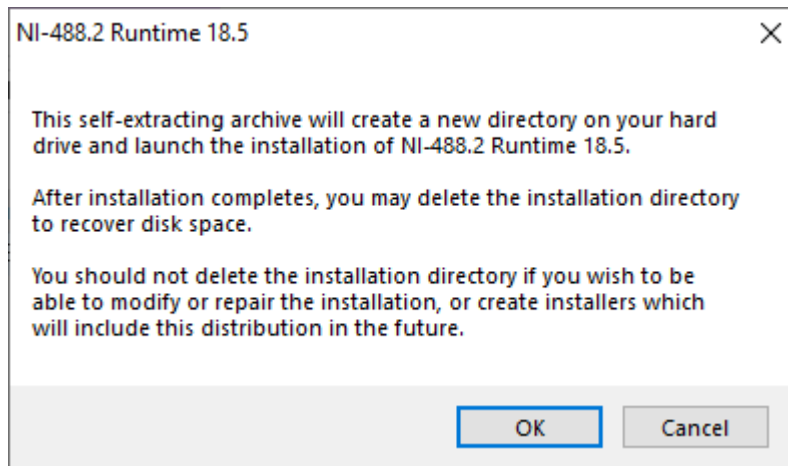 NI-488.2 Runtime 18.5
This self-extracting archive will create a new directory on your hard
drive and launch the installation of NI-488.2 Runtime 18.5.
After installation completes, you may delete the installation directory
to recover disk space.
You should not delete the installation directory if you wish to be
able to modify or repair the installation, or create installers which
will include this distribution in the future.
OK
Cancel